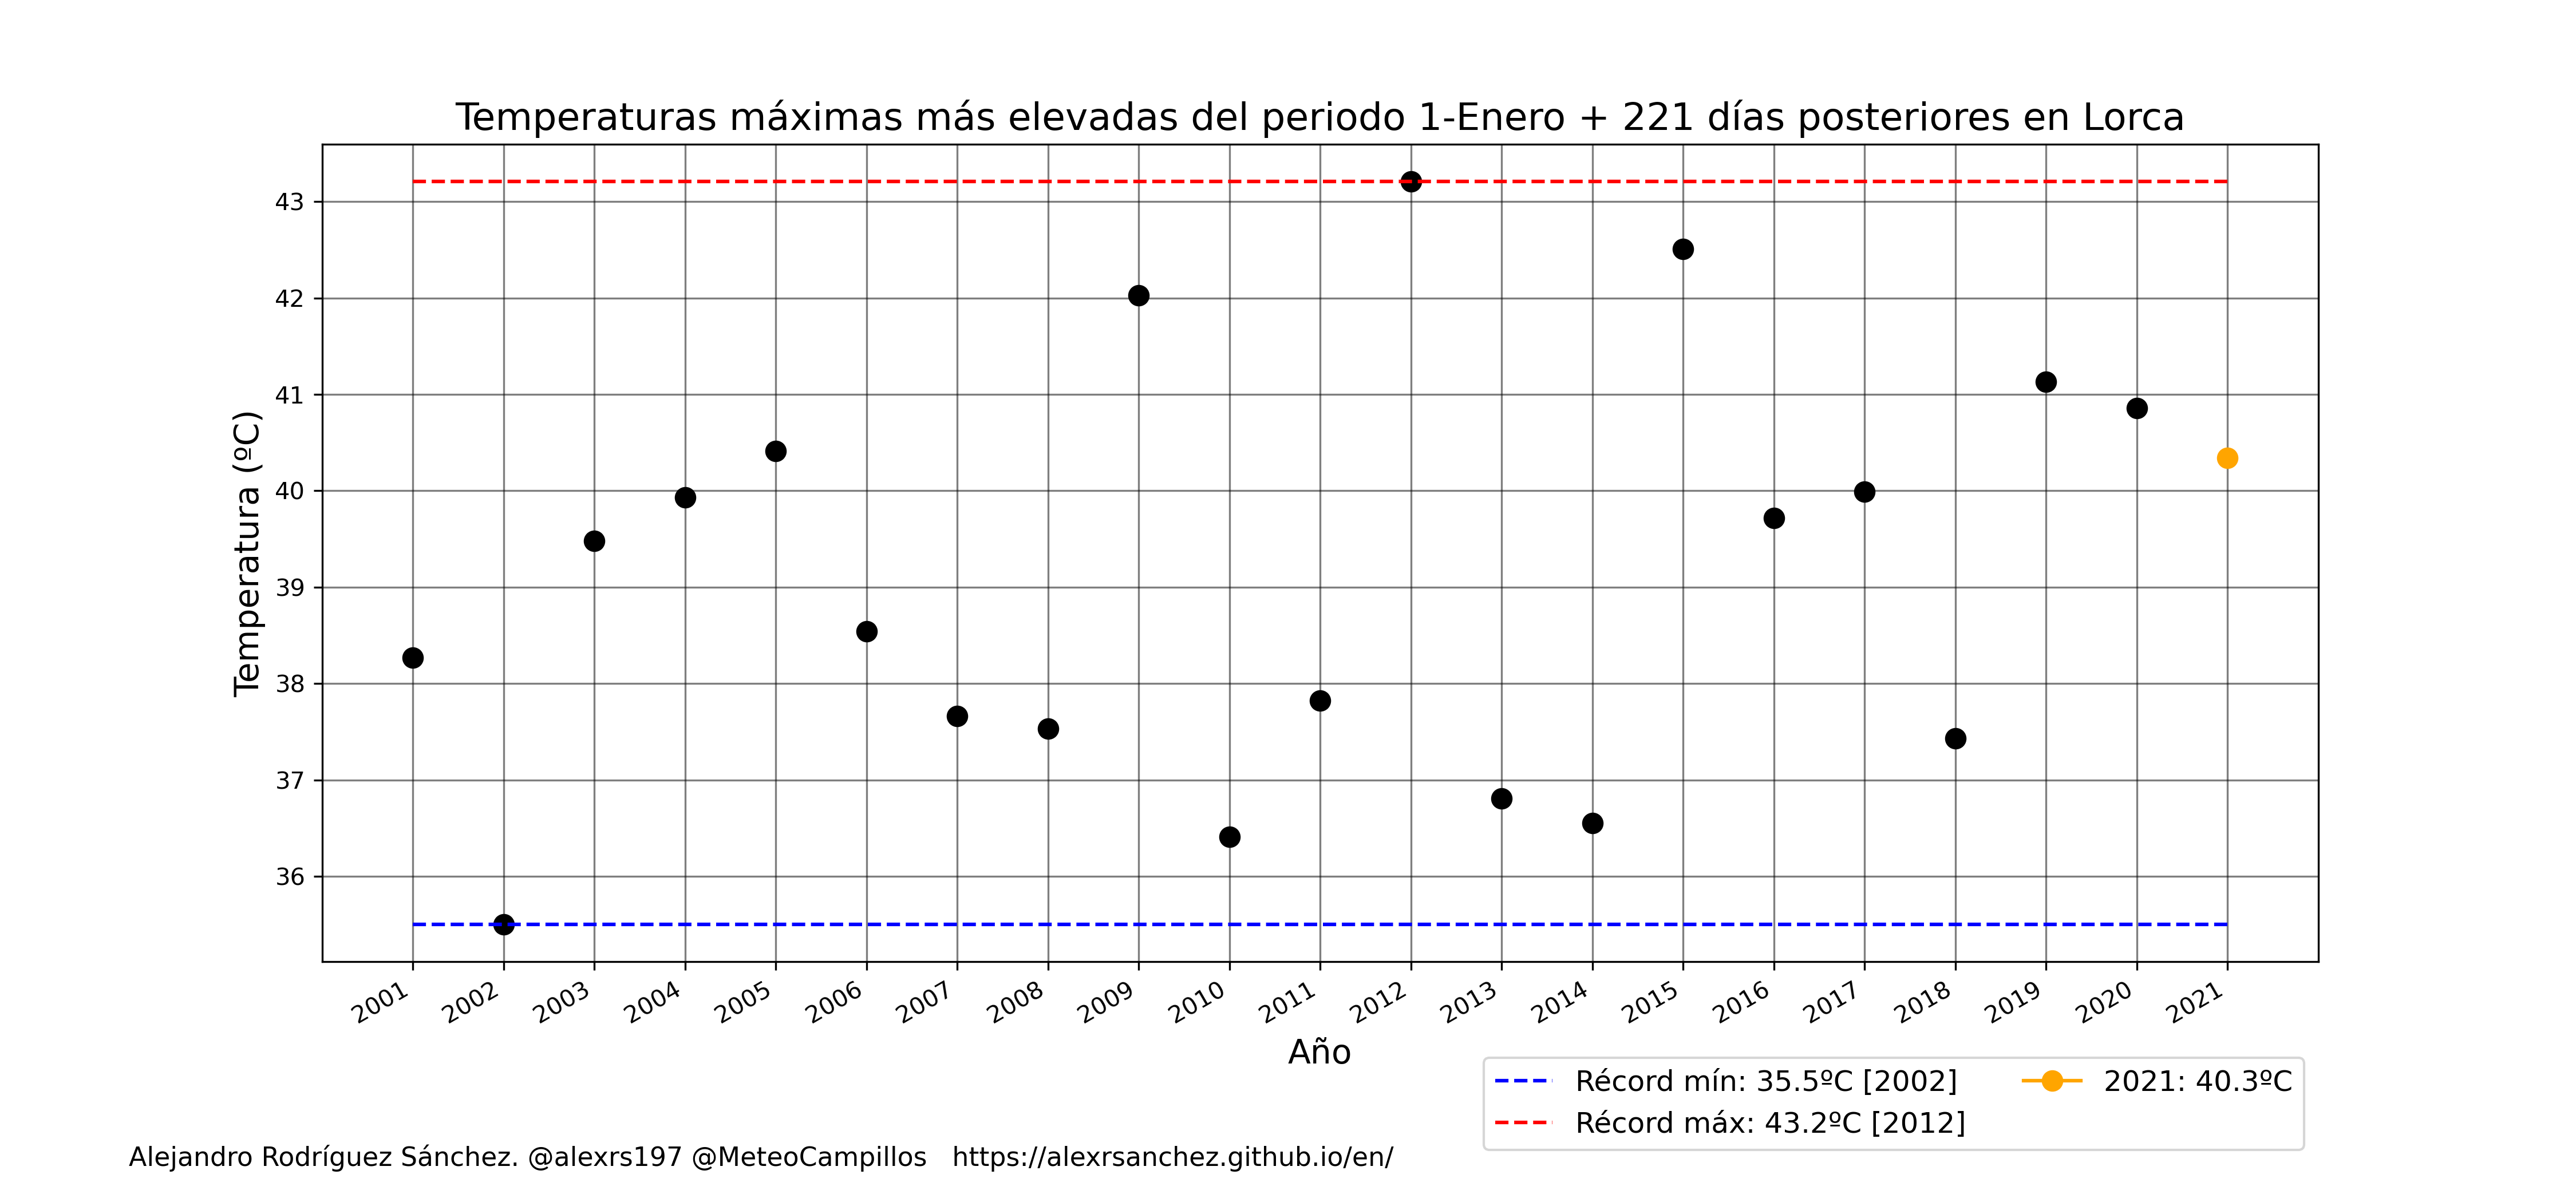 Temperaturas máximas más elevadas del periodo 1-Enero + 221 días posteriores en Lorca
Temperatura (ºC)
43
42
41
40
39
38
37
36
2001 2002 2003 2004 2005 2006 2007 2008 2009 2010 2011 2012 2013 2014 2015 2016 2017 2018 2019 2020 2021
Año
Récord mín: 35.5ºC [2002]
Récord máx: 43.2ºC [2012]
2021: 40.3ºC
Alejandro Rodríguez Sánchez. @alexrs197 @MeteoCampillos https://alexrsanchez.github.io/en/